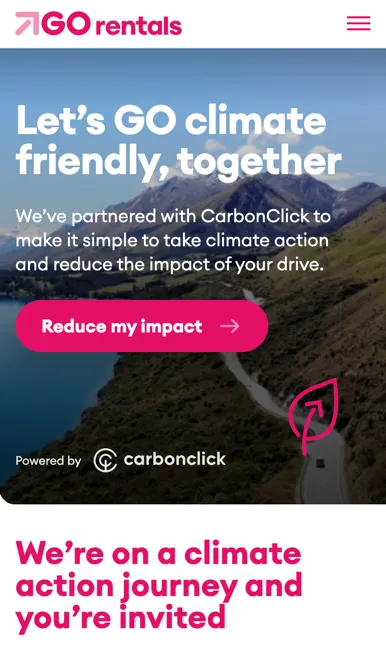 GO rentals
Let's GO climate
friendly, together
We've partnered with CarbonClick to
make it simple to take climate action
and reduce the impact of your drive.
Reduce my impact
Powered by carbonclick
We're on a climate
action journey and
you're invited